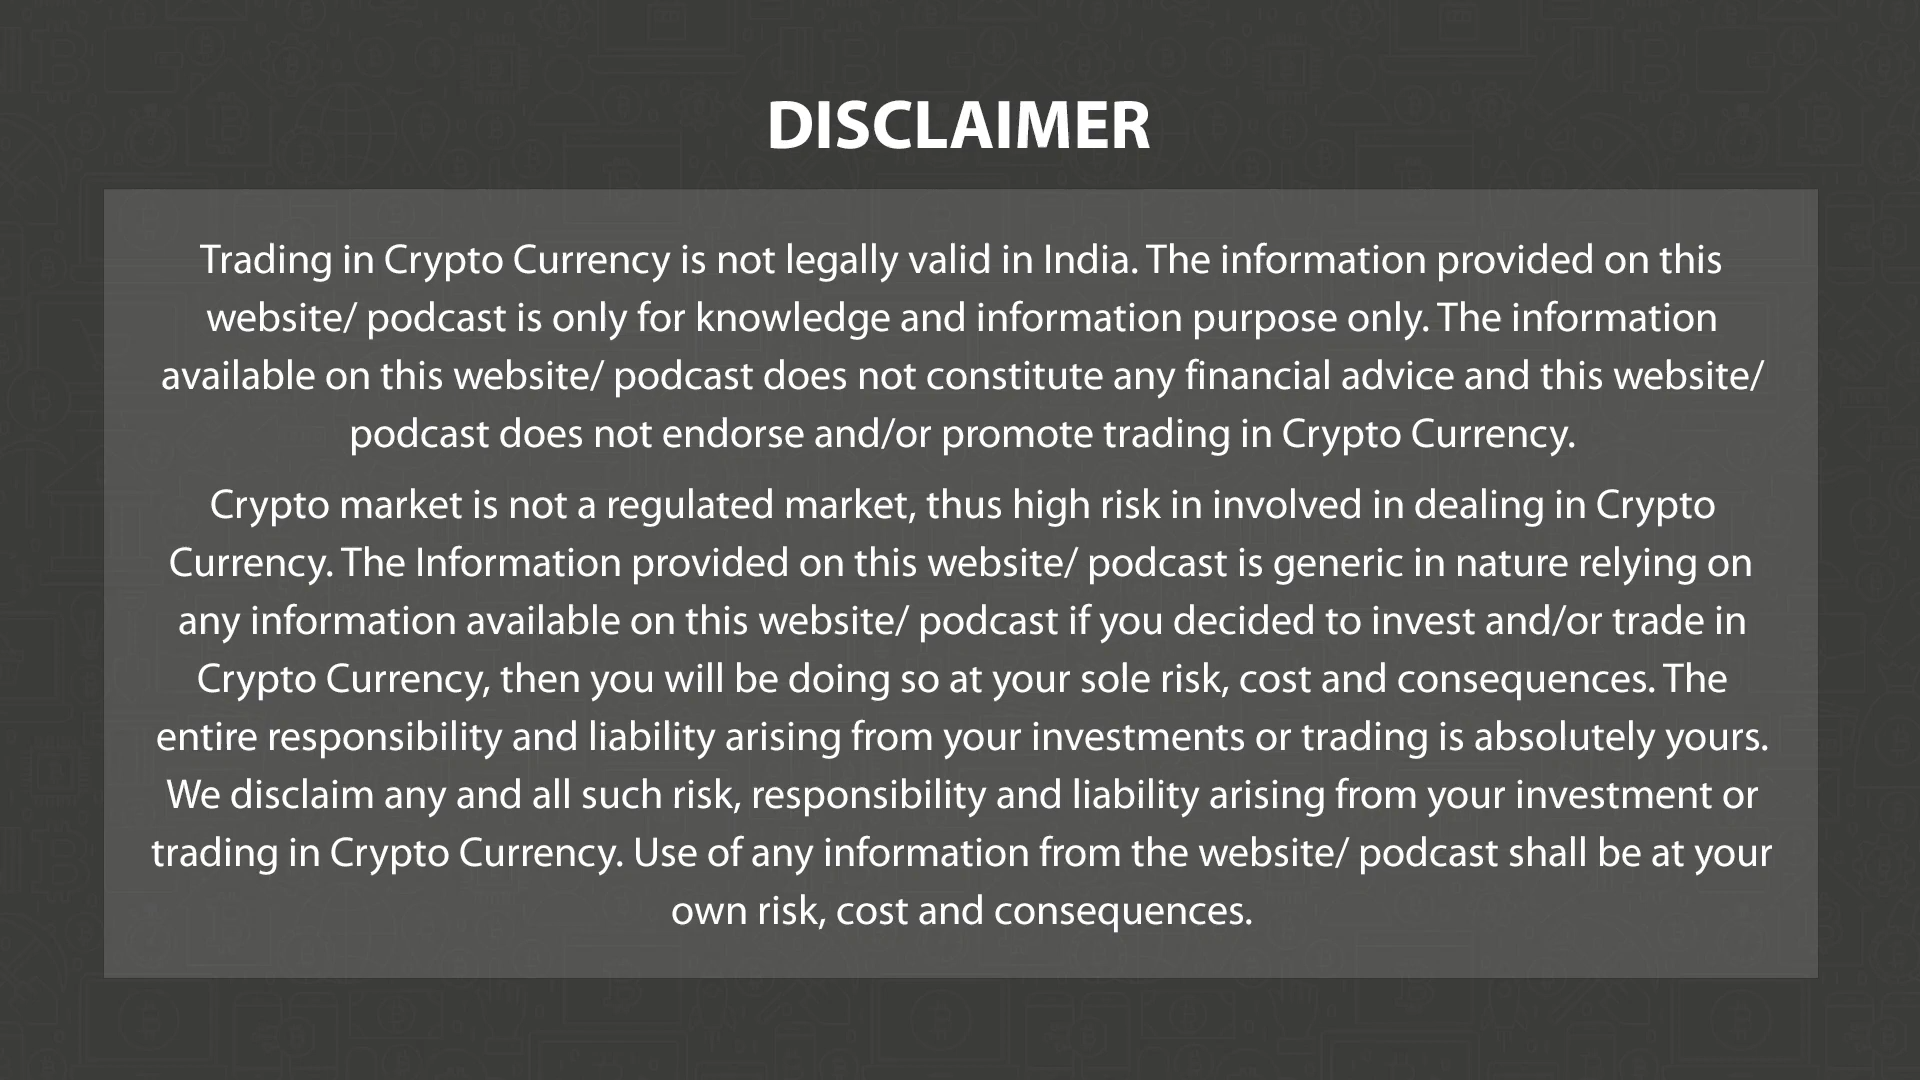 DISCLAIMER
Trading in Crypto Currency is not legally valid in India. The information provided on this
website/ podcast is only for knowledge and information purpose only. The information
available on this website/ podcast does not constitute any financial advice and this website/
podcast does not endorse and/or promote trading in Crypto Currency.
Crypto market is not a regulated market, thus high risk in involved in dealing in Crypto
Currency. The Information provided on this website/ podcast is generic in nature relying on
any information available on this website/ podcast if you decided to invest and/or trade in
Crypto Currency, then you will be doing so at your sole risk, cost and consequences. The
entire responsibility and liability arising from your investments or trading is absolutely yours.
We disclaim any and all such risk, responsibility and liability arising from your investment or
trading in Crypto Currency. Use of any information from the website/ podcast shall be at your
own risk, cost and consequences.